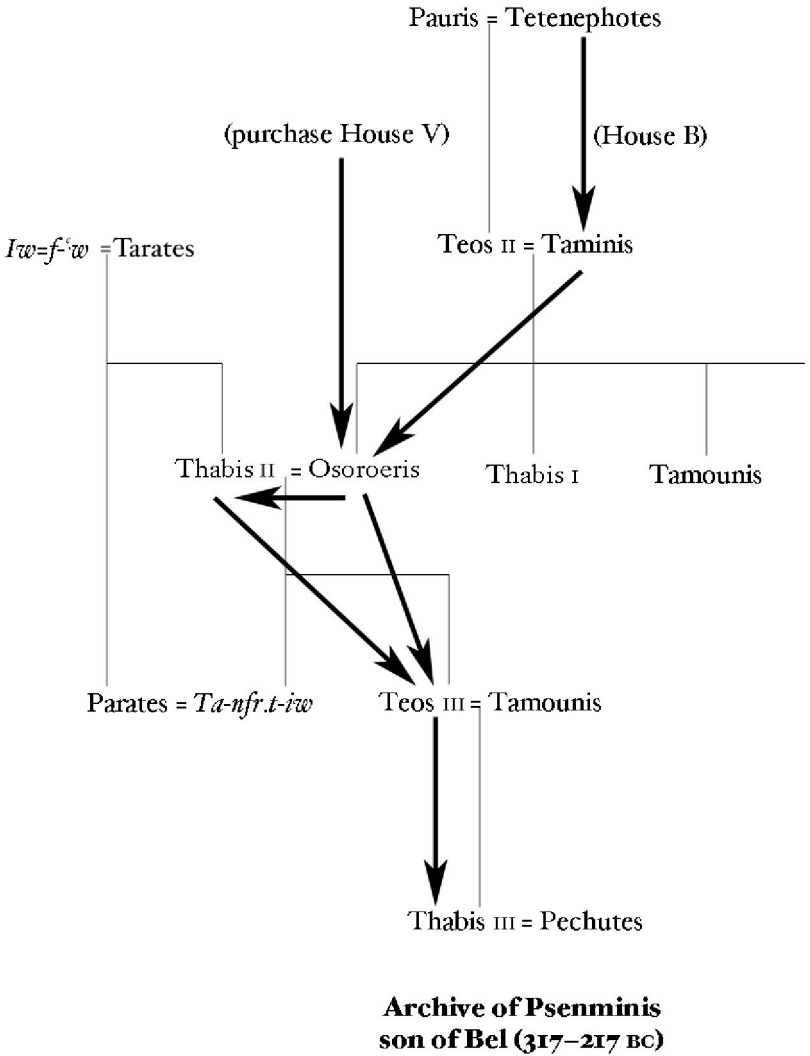 Pauris = Tetenephotes
(purchase House V)
(House B)
Iw=f-ꜥw =Tarates
Teos II = Taminis
Thabis II = Osoroeris
Thabis I
Tamounis
Parates = Ta-nfr.t-iw
Teos III = Tamounis
Thabis III = Pechutes
Archive of Psenminis
son of Bel (317–217 BC)